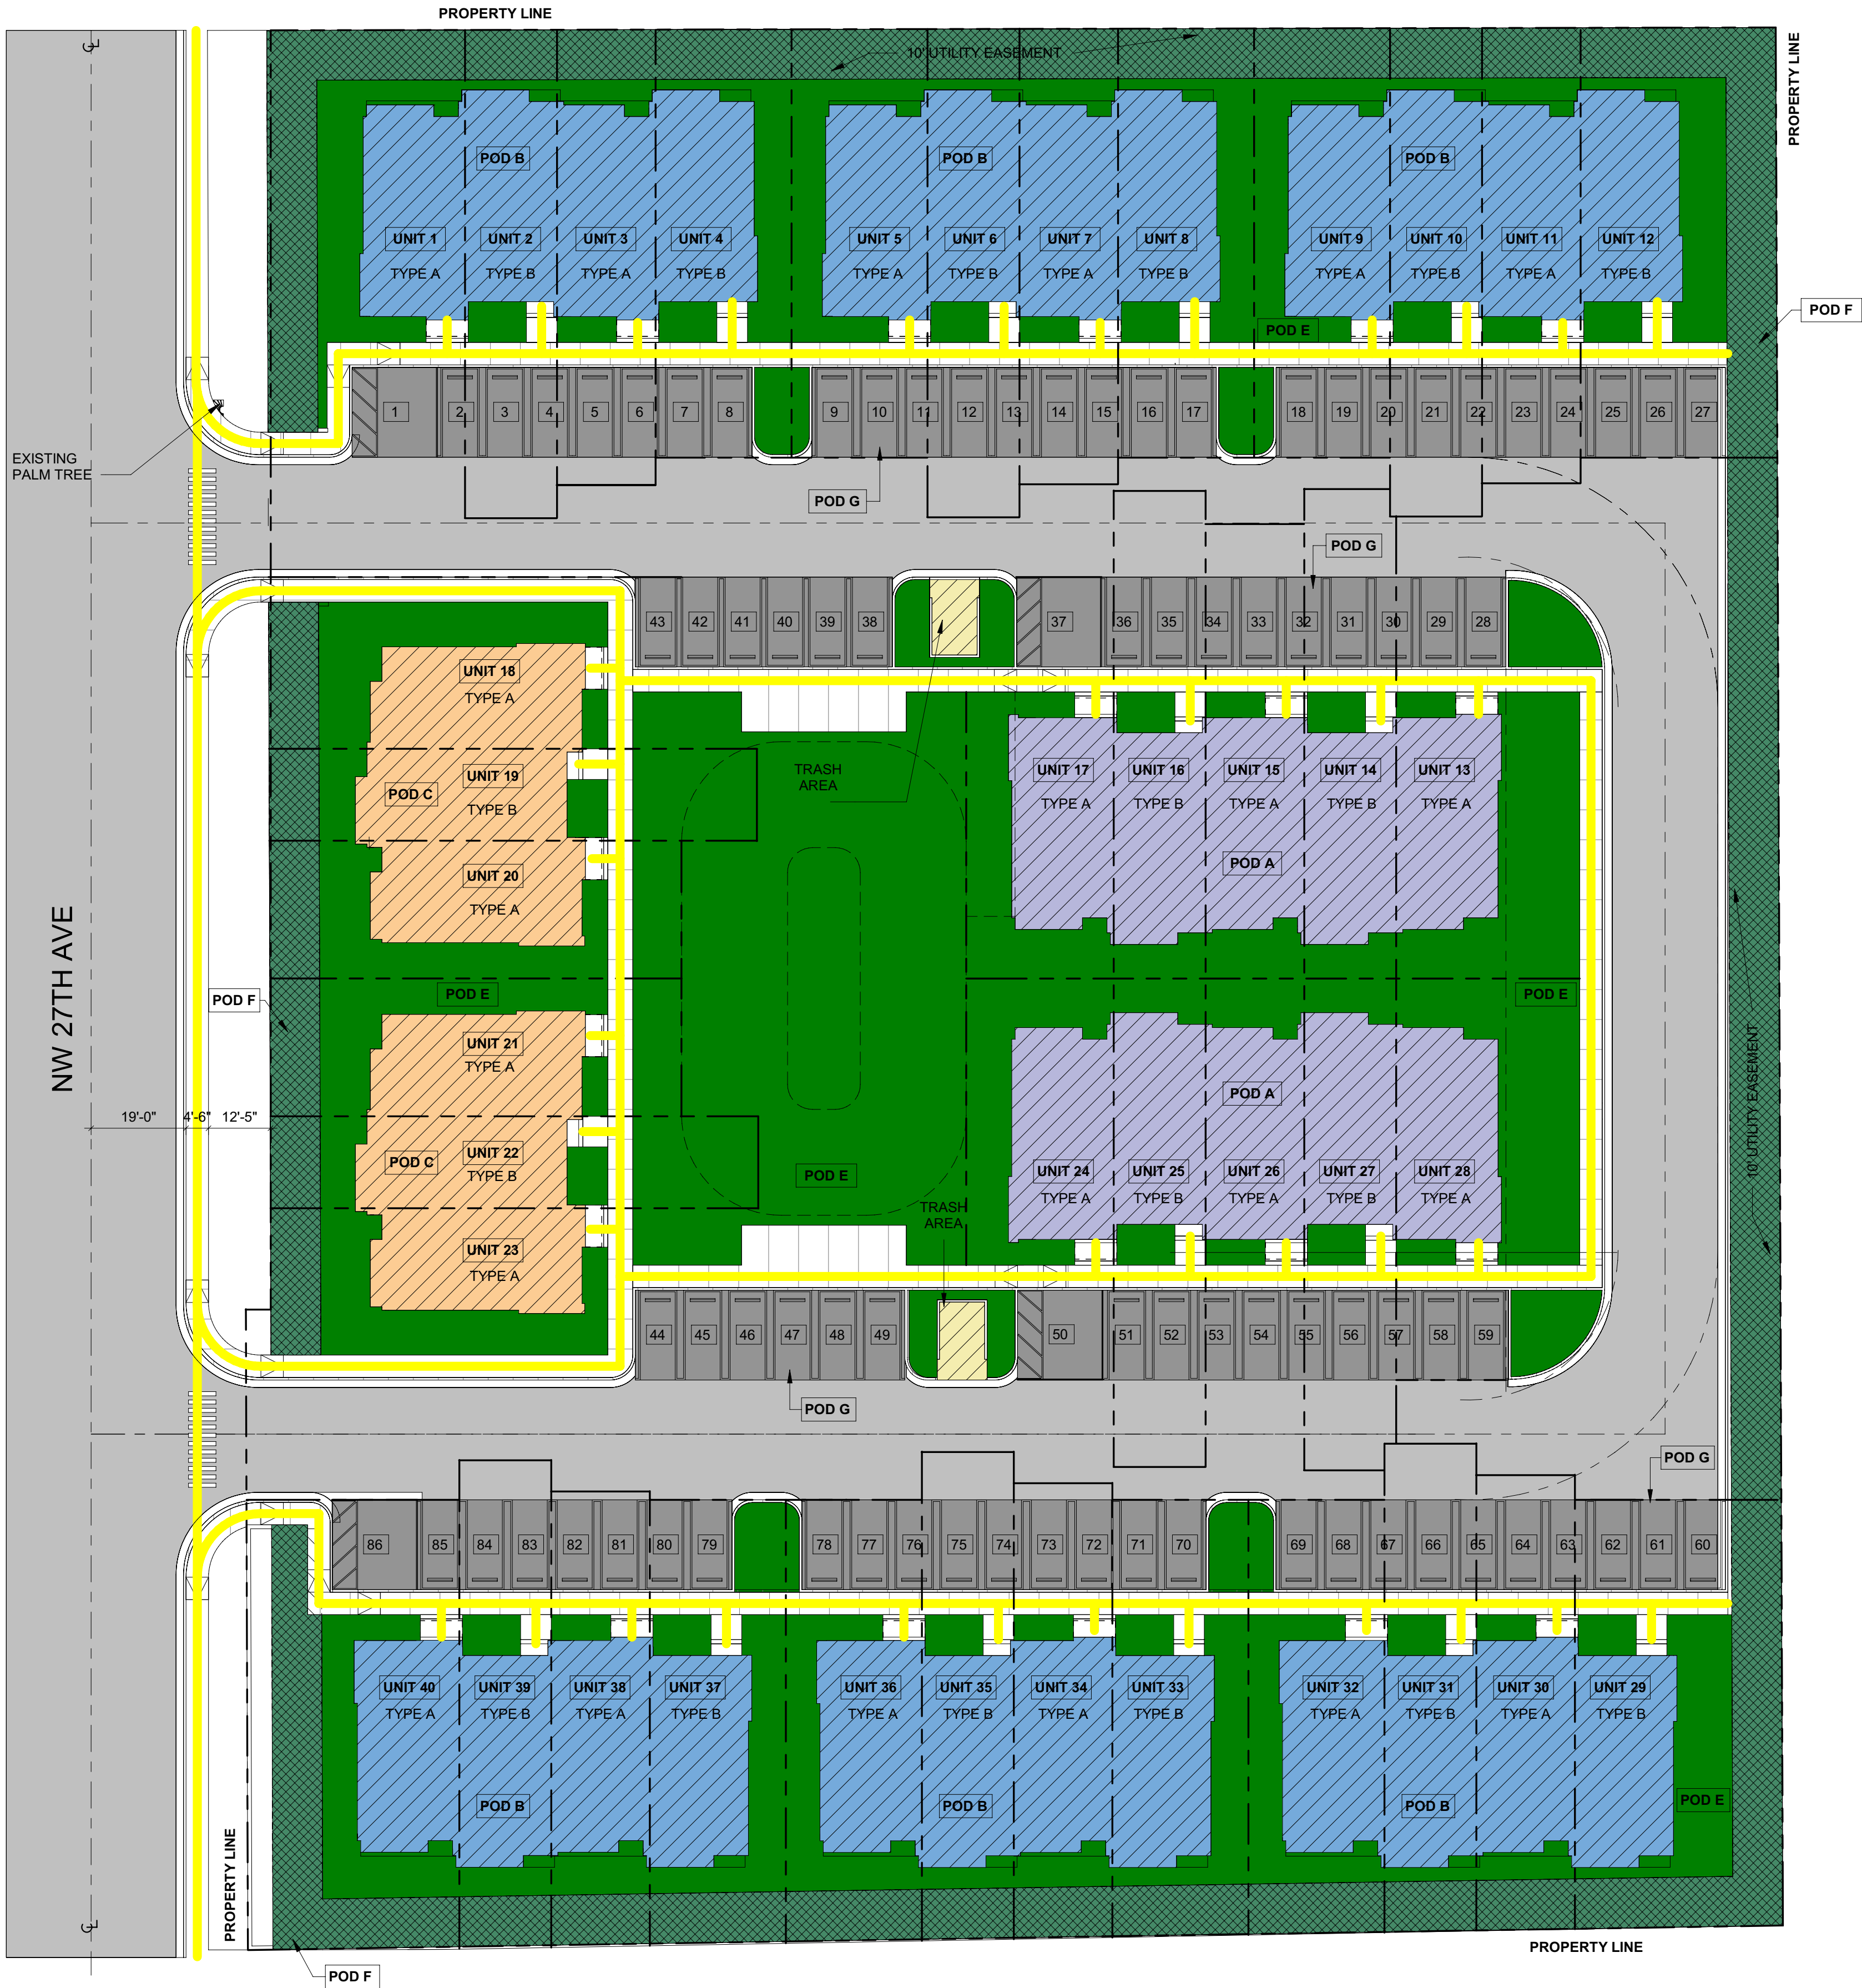 PROPERTY LINE
PROPERTY LINE
10' UTILITY EASEMENT
CL
POD B
POD B
POD B
UNIT 1
UNIT 2
UNIT 3
UNIT 4
UNIT 5
UNIT 6
UNIT 7
UNIT 8
UNIT 9
UNIT 10
UNIT 11
UNIT 12
TYPE A
TYPE B
TYPE A
TYPE B
TYPE A
TYPE B
TYPE A
TYPE B
TYPE A
TYPE B
TYPE A
TYPE B
POD F
POD E
1 2 3 4 5 6 7 8 9 10 11 12 13 14 15 16 17 18 19 20 21 22 23 24 25 26 27
EXISTING
PALM TREE
POD G
POD G
43 42 41 40 39 38 37 36 35 34 33 32 31 30 29 28
UNIT 18
TYPE A
UNIT 19
TYPE B
POD C
UNIT 20
TYPE A
TRASH
AREA
UNIT 17
UNIT 16
UNIT 15
UNIT 14
UNIT 13
TYPE A
TYPE B
TYPE A
TYPE B
TYPE A
POD A
NW 27TH AVE
POD F
POD E
POD E
UNIT 21
TYPE A
UNIT 22
TYPE B
POD C
UNIT 23
TYPE A
19'-0"
4'-6"
12'-5"
POD A
10' UTILITY EASEMENT
POD E
UNIT 24
UNIT 25
UNIT 26
UNIT 27
UNIT 28
TYPE A
TYPE B
TYPE A
TYPE B
TYPE A
TRASH
AREA
44 45 46 47 48 49 50 51 52 53 54 55 56 57 58 59
POD G
POD G
86 85 84 83 82 81 80 79 78 77 76 75 74 73 72 71 70 69 68 67 66 65 64 63 62 61 60
UNIT 40
UNIT 39
UNIT 38
UNIT 37
UNIT 36
UNIT 35
UNIT 34
UNIT 33
UNIT 32
UNIT 31
UNIT 30
UNIT 29
TYPE A
TYPE B
TYPE A
TYPE B
TYPE A
TYPE B
TYPE A
TYPE B
TYPE A
TYPE B
TYPE A
TYPE B
POD B
POD B
POD B
POD E
PROPERTY LINE
CL
PROPERTY LINE
POD F